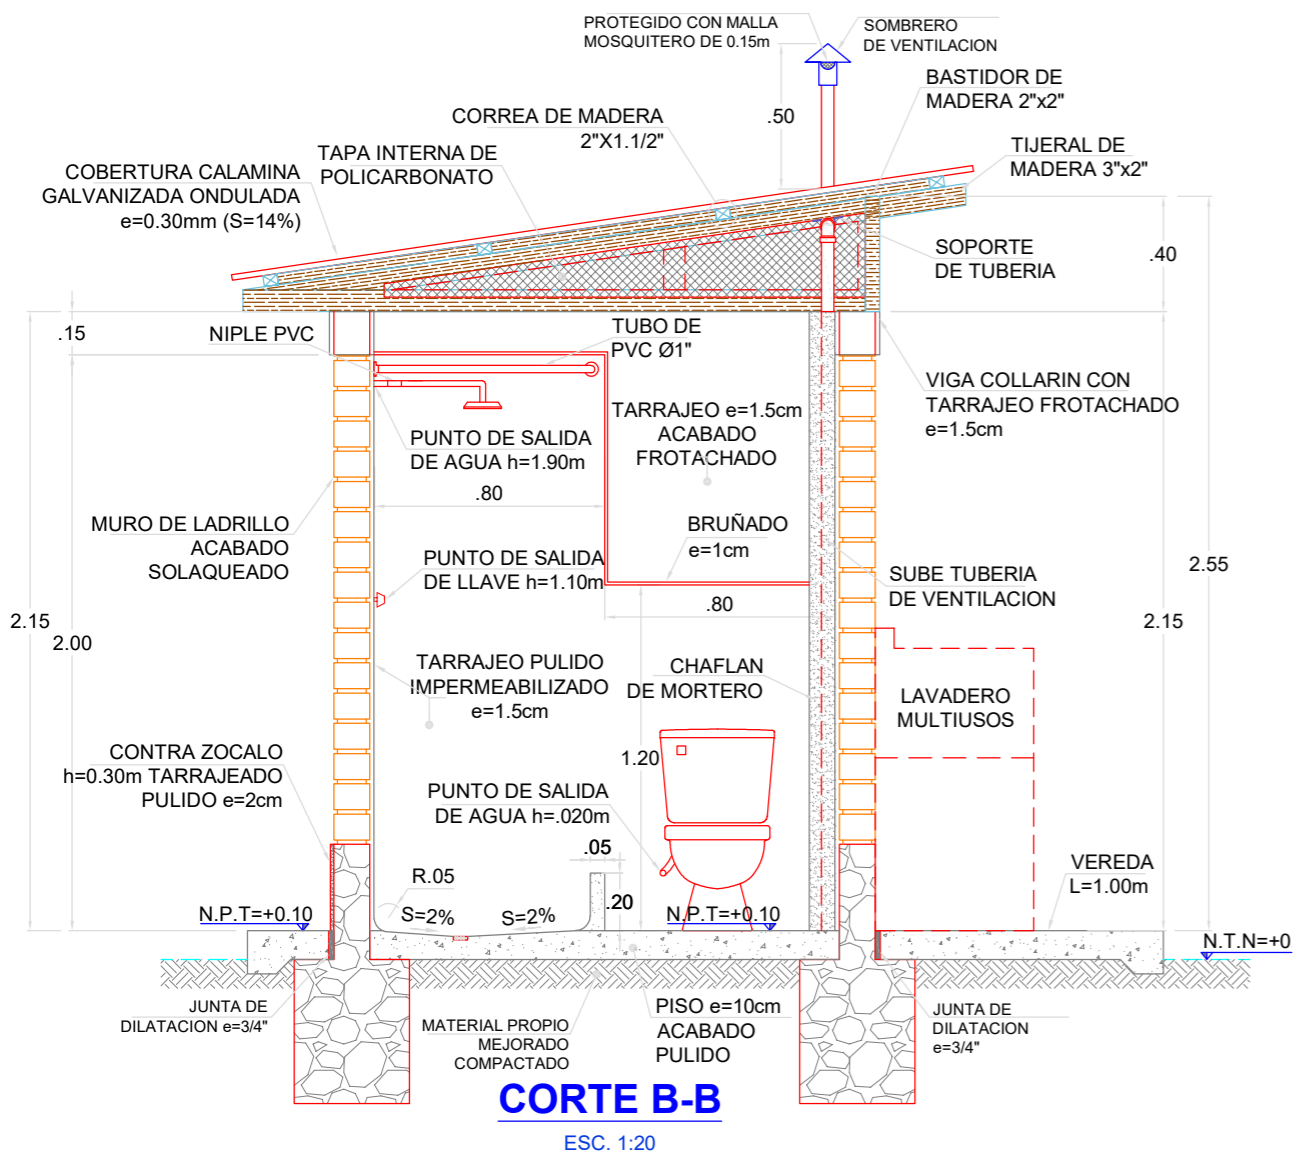 PROTEGIDO CON MALLA
MOSQUITERO DE 0.15m
SOMBRERO
DE VENTILACION
BASTIDOR DE
MADERA 2"x2"
.50
CORREA DE MADERA
2"X1.1/2"
TIJERAL DE
MADERA 3"x2"
TAPA INTERNA DE
POLICARBONATO
COBERTURA CALAMINA
GALVANIZADA ONDULADA
e=0.30mm (S=14%)
SOPORTE
DE TUBERIA
.40
.15
NIPLE PVC
TUBO DE
PVC Ø1"
VIGA COLLARIN CON
TARRAJEO FROTACHADO
e=1.5cm
TARRAJEO e=1.5cm
ACABADO
FROTACHADO
PUNTO DE SALIDA
DE AGUA h=1.90m
.80
MURO DE LADRILLO
ACABADO
SOLAQUEADO
BRUÑADO
e=1cm
PUNTO DE SALIDA
DE LLAVE h=1.10m
2.55
SUBE TUBERIA
DE VENTILACION
.80
2.15
2.00
2.15
TARRAJEO PULIDO
IMPERMEABILIZADO
e=1.5cm
CHAFLAN
DE MORTERO
LAVADERO
MULTIUSOS
CONTRA ZOCALO
h=0.30m TARRAJEADO
PULIDO e=2cm
1.20
PUNTO DE SALIDA
DE AGUA h=.020m
.05
R.05
.20
VEREDA
L=1.00m
N.P.T=+0.10
S=2%
S=2%
N.P.T=+0.10
N.T.N=+0
JUNTA DE
DILATACION e=3/4"
MATERIAL PROPIO
MEJORADO
COMPACTADO
PISO e=10cm
ACABADO
PULIDO
JUNTA DE
DILATACION
e=3/4"
CORTE B-B
ESC. 1:20